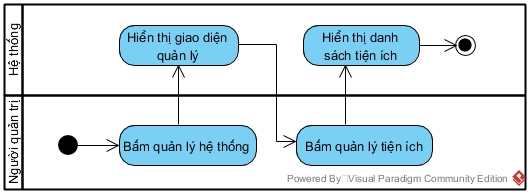 Hệ thống
Hiển thị giao diện
quản lý
Hiển thị danh
sách tiện ích
Người quản trị
Bấm quản lý hệ thống
Bấm quản lý tiện ích
Powered By Visual Paradigm Community Edition